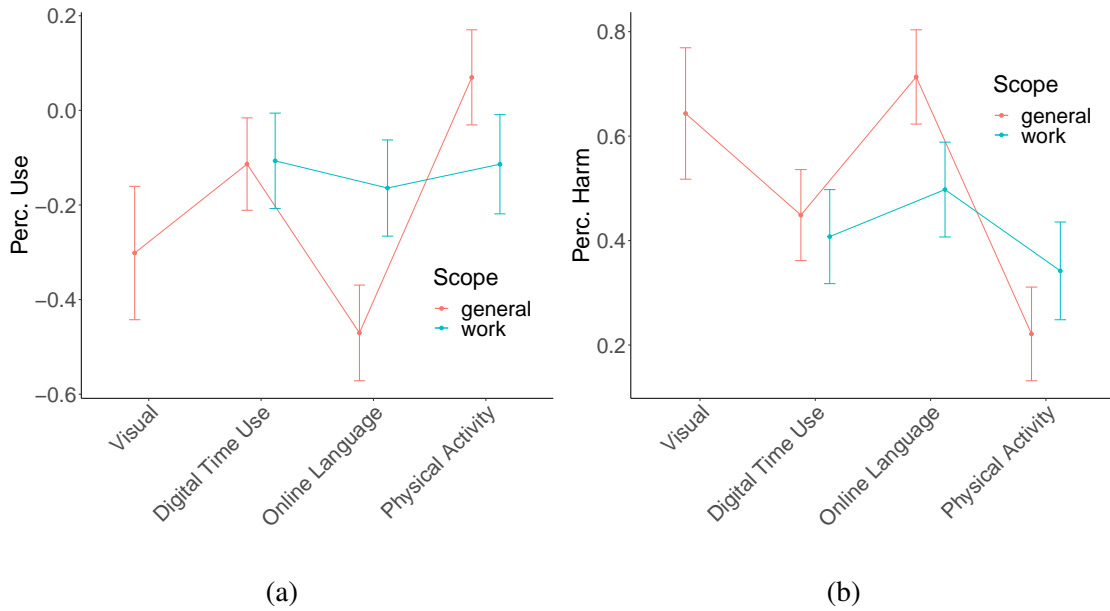 0.2
0.0
−0.2
−0.4
−0.6
Perc. Use
Scope
general
work
Visual
Digital Time Use
Online Language
Physical Activity
(a)
0.8
0.6
0.4
0.2
Perc. Harm
Scope
general
work
Visual
Digital Time Use
Online Language
Physical Activity
(b)